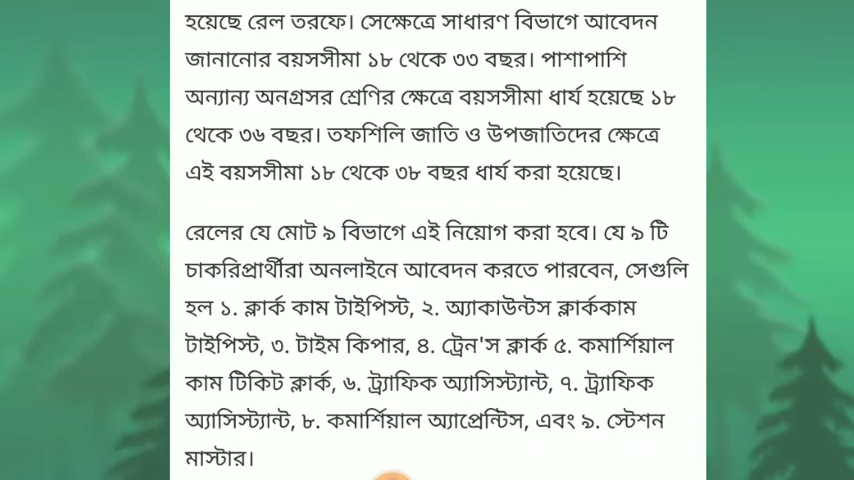 হয়েছে রেল তরফে। সেক্ষেত্রে সাধারণ বিভাগে আবেদন
জানানোর বয়সসীমা ১৮ থেকে ৩৩ বছর। পাশাপাশি
অন্যান্য অনগ্রসর শ্রেণির ক্ষেত্রে বয়সসীমা ধার্য হয়েছে ১৮
থেকে ৩৬ বছর। তফশিলি জাতি ও উপজাতিদের ক্ষেত্রে
এই বয়সসীমা ১৮ থেকে ৩৮ বছর ধার্য করা হয়েছে।
রেলের যে মোট ৯ বিভাগে এই নিয়োগ করা হবে। যে ৯ টি
চাকরিপ্রার্থীরা অনলাইনে আবেদন করতে পারবেন, সেগুলি
হল ১. ক্লার্ক কাম টাইপিস্ট, ২. অ্যাকাউন্টস ক্লার্ককাম
টাইপিস্ট, ৩. টাইম কিপার, ৪. ট্রেন'স ক্লার্ক ৫. কমার্শিয়াল
কাম টিকিট ক্লার্ক, ৬. ট্র্যাফিক অ্যাসিস্ট্যান্ট, ৭. ট্র্যাফিক
অ্যাসিস্ট্যান্ট, ৮. কমার্শিয়াল অ্যাপ্রেন্টিস, এবং ৯. স্টেশন
মাস্টার।